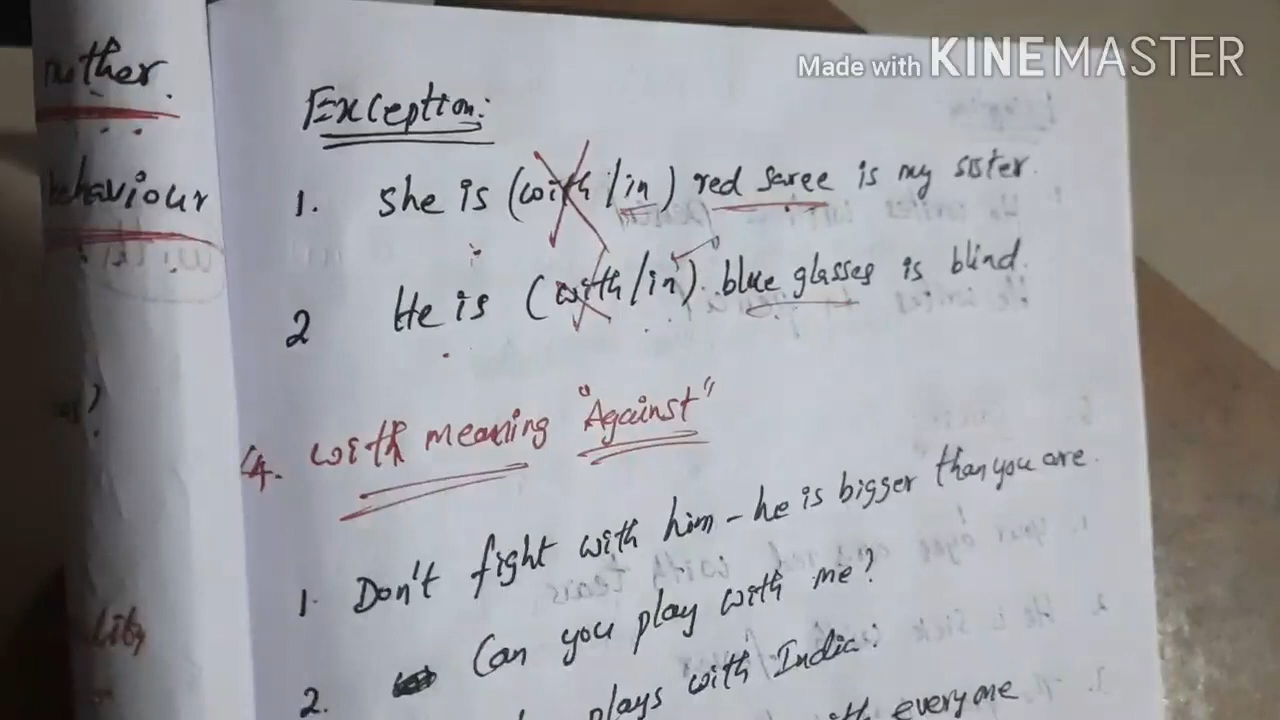 Made with KINEMASTER
mother.
behaviour
Exception:
1. She is (with/in) red saree is my sister.
2 He is (with/in) blue glasses is blind.
4. with meaning "Against"
1. Don't fight with him - he is bigger than you are.
2. Can you play with me?
plays with India.
everyone